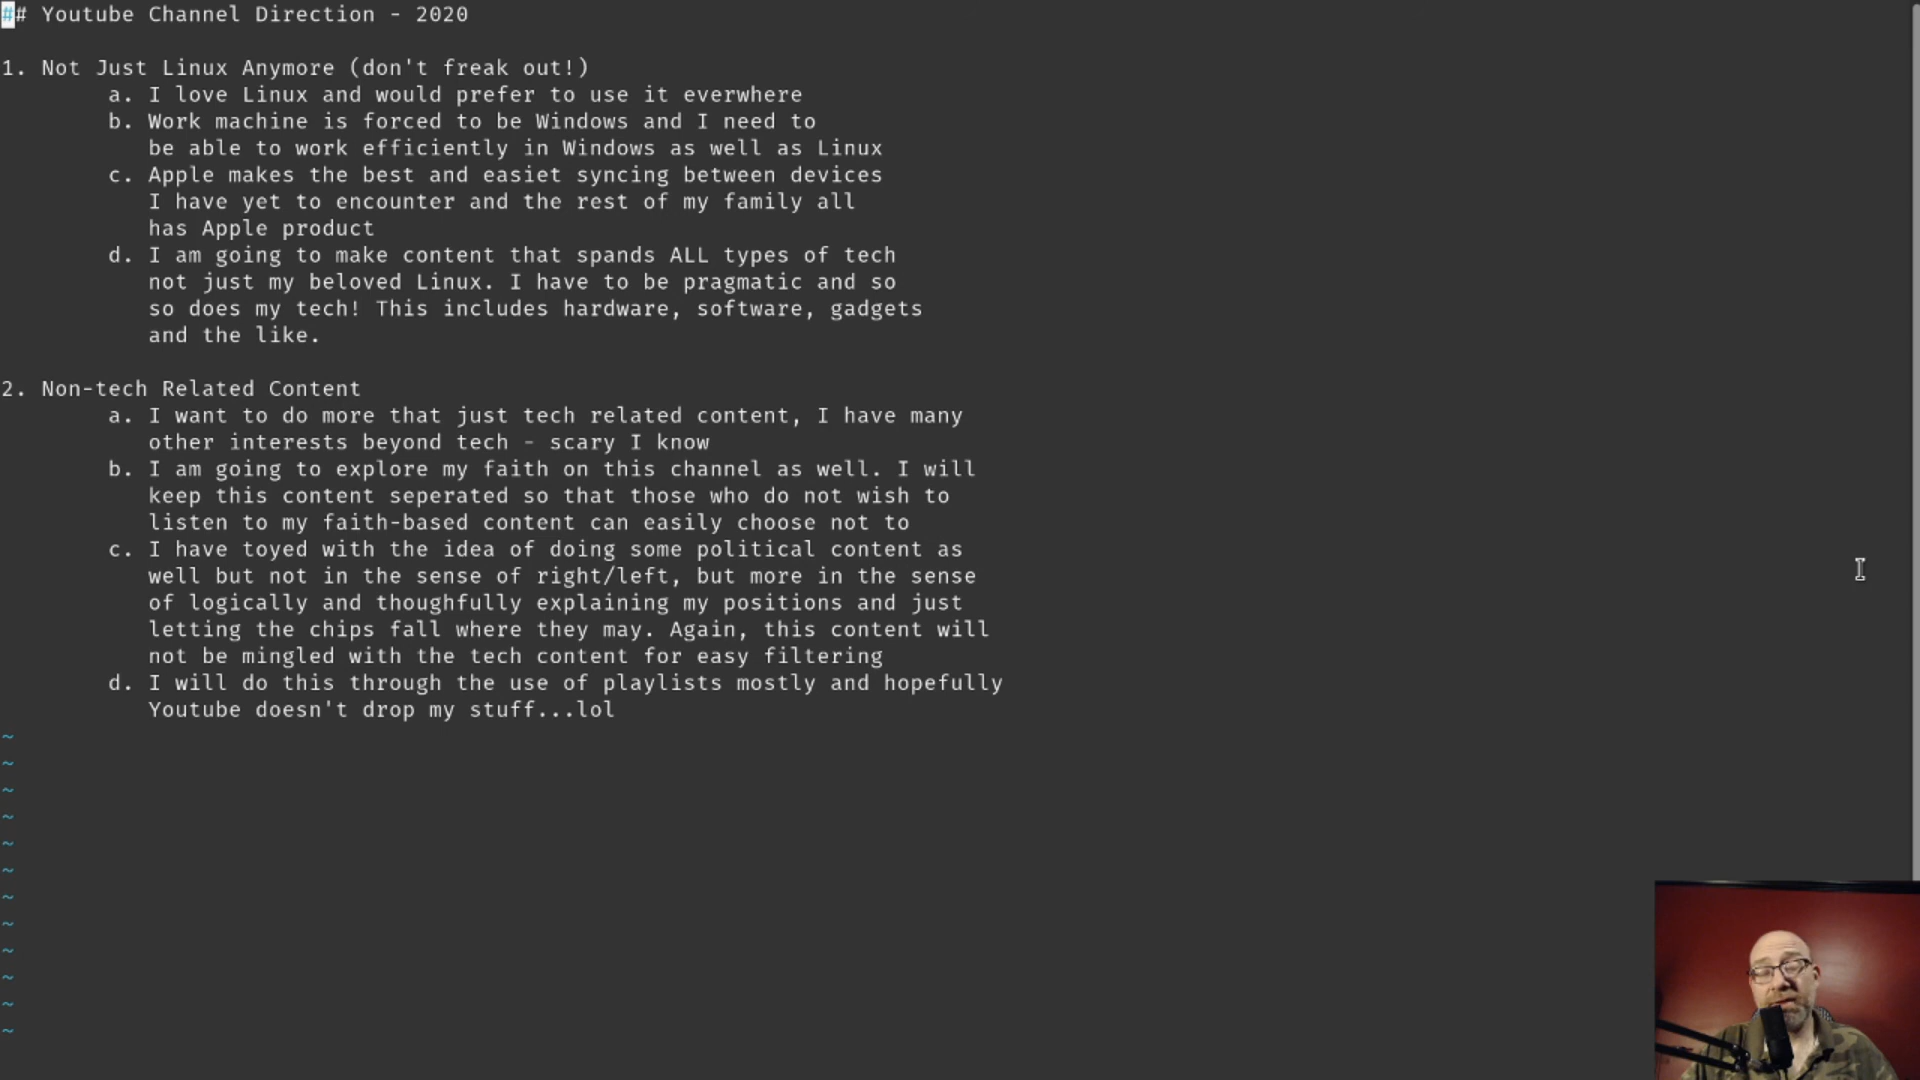 ## Youtube Channel Direction - 2020
1. Not Just Linux Anymore (don't freak out!)
a. I love Linux and would prefer to use it everwhere
b. Work machine is forced to be Windows and I need to
be able to work efficiently in Windows as well as Linux
c. Apple makes the best and easiet syncing between devices
I have yet to encounter and the rest of my family all
has Apple product
d. I am going to make content that spands ALL types of tech
not just my beloved Linux. I have to be pragmatic and so
so does my tech! This includes hardware, software, gadgets
and the like.
2. Non-tech Related Content
a. I want to do more that just tech related content, I have many
other interests beyond tech - scary I know
b. I am going to explore my faith on this channel as well. I will
keep this content seperated so that those who do not wish to
listen to my faith-based content can easily choose not to
c. I have toyed with the idea of doing some political content as
well but not in the sense of right/left, but more in the sense
of logically and thoughfully explaining my positions and just
letting the chips fall where they may. Again, this content will
not be mingled with the tech content for easy filtering
d. I will do this through the use of playlists mostly and hopefully
Youtube doesn't drop my stuff...lol
~
~
~
~
~
~
~
~
~
~
~
~